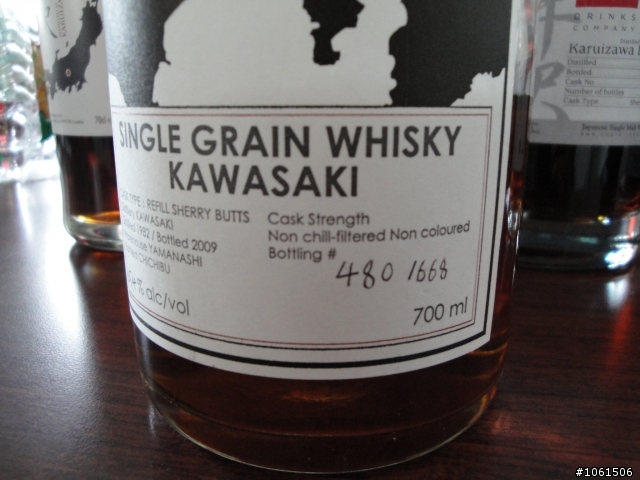 SINGLE GRAIN WHISKY
KAWASAKI
REFILL SHERRY BUTTS
KAWASAKI
1982 / Bottled 2009
YAMANASHI
CHICHIBU
% alc/vol
Cask Strength
Non chill-filtered Non coloured
Bottling #
480 1668
700 ml
DRINKS
COMPANY
Karuizawa
Distilled
Bottled
Cask No
Number of bottles
Cask Type
#1061506